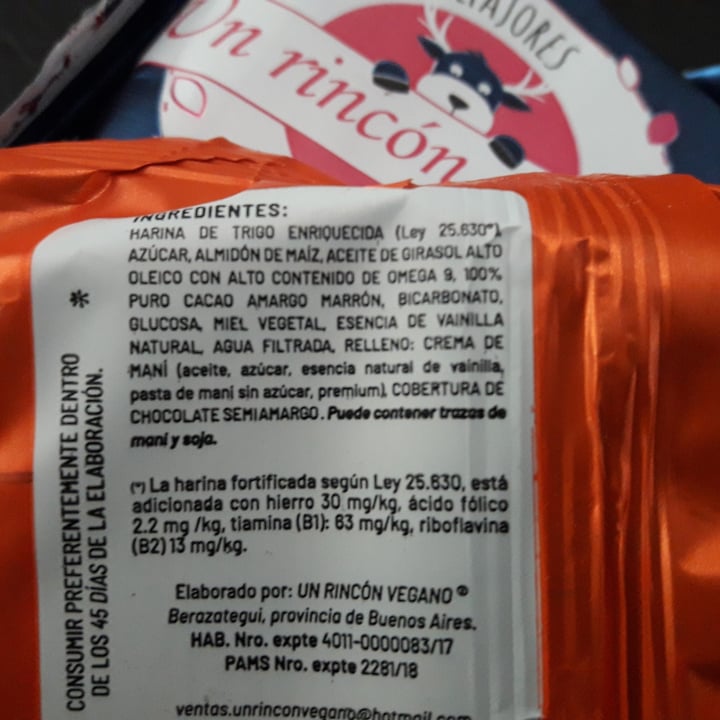 Un rincón
INGREDIENTES:
HARINA DE TRIGO ENRIQUECIDA (Ley 25.630*),
AZÚCAR, ALMIDÓN DE MAÍZ, ACEITE DE GIRASOL ALTO
OLEICO CON ALTO CONTENIDO DE OMEGA 9, 100%
PURO CACAO AMARGO MARRÓN, BICARBONATO,
GLUCOSA, MIEL VEGETAL, ESENCIA DE VAINILLA
NATURAL, AGUA FILTRADA, RELLENO: CREMA DE
MANÍ (aceite, azúcar, esencia natural de vainilla,
pasta de mani sin azúcar, premium), COBERTURA DE
CHOCOLATE SEMIAMARGO. Puede contener trazas de
mani y soja.
(*) La harina fortificada según Ley 25.630, está
adicionada con hierro 30 mg/kg, ácido fólico
2.2 mg /kg, tiamina (B1): 63 mg/kg, riboflavina
(B2) 13 mg/kg.
Elaborado por: UN RINCÓN VEGANO ®
Berazategui, provincia de Buenos Aires.
HAB. Nro. expte 4011-0000083/17
PAMS Nro. expte 2281/18
ventas.unrinconvegano@hotmail.com
* CONSUMIR PREFERENTEMENTE DENTRO
DE LOS 45 DÍAS DE LA ELABORACIÓN.